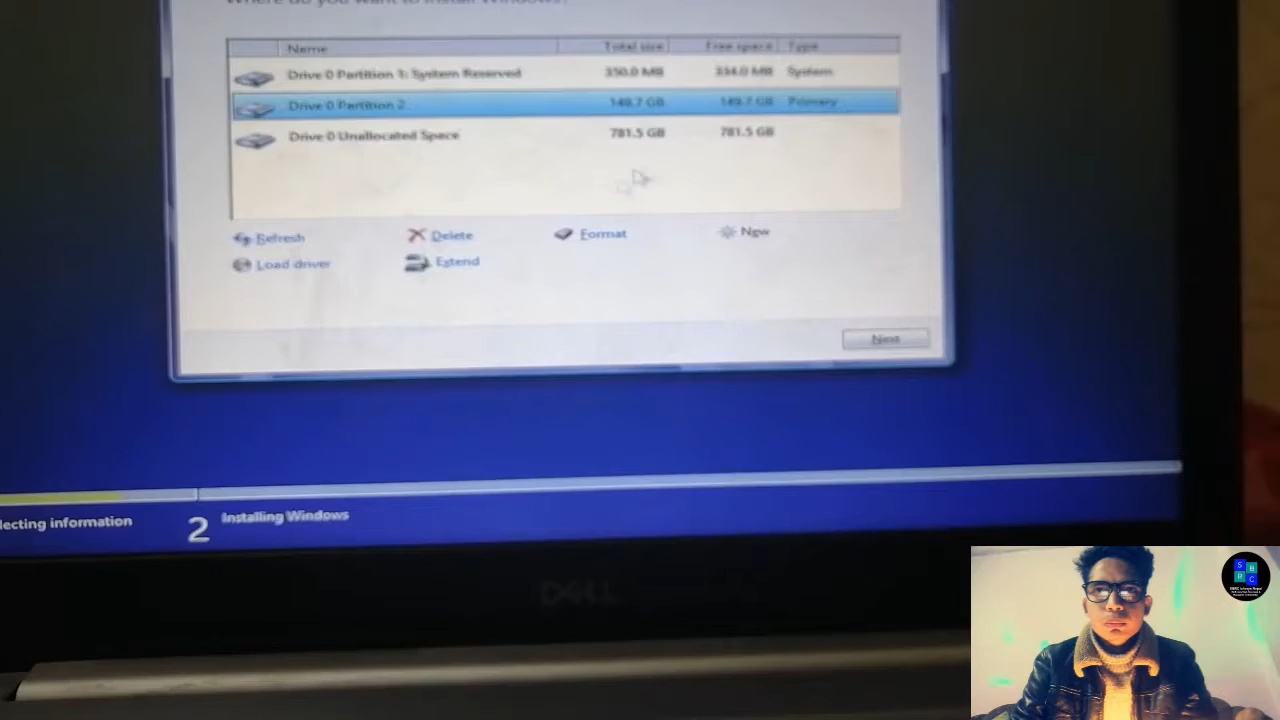 Where do you want to install Windows?
Name Total size Free space Type
Drive 0 Partition 1: System Reserved 350.0 MB 334.0 MB System
Drive 0 Partition 2 149.7 GB 149.7 GB Primary
Drive 0 Unallocated Space 781.5 GB 781.5 GB
Refresh Delete Format New
Load driver Extend
Next
lecting information 2 Installing Windows
DELL
S B
R C